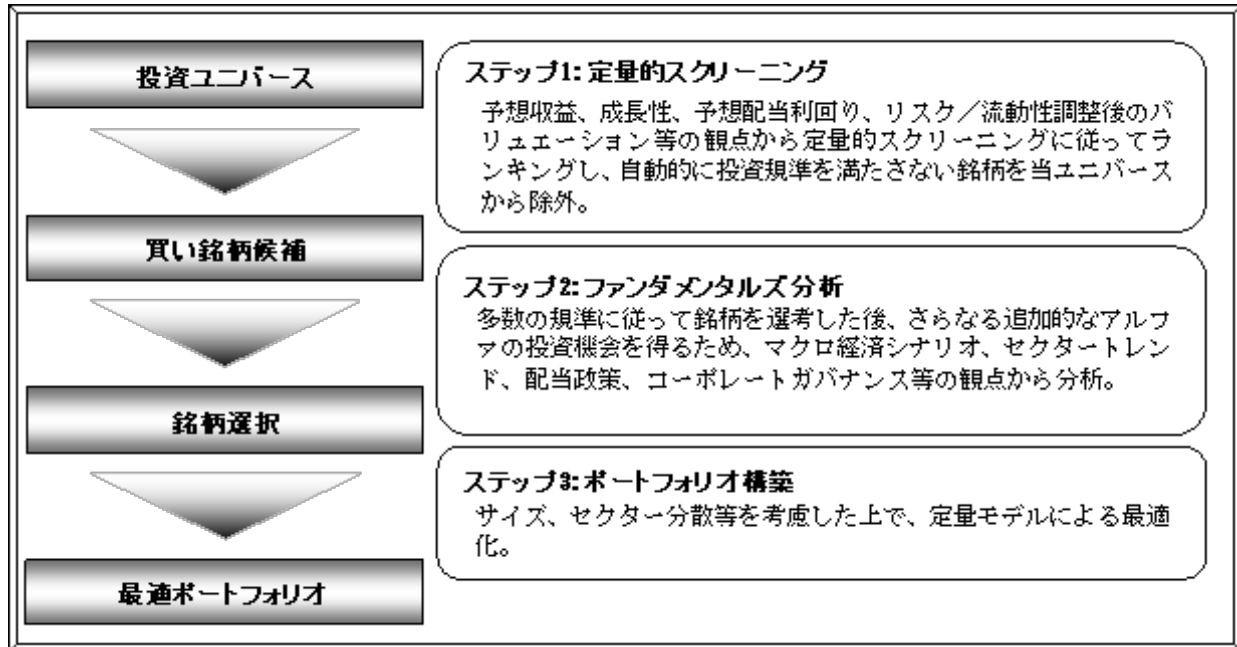 投資ユニバース
ステップ1:定量的スクリーニング
予想収益、成長性、予想配当利回り、リスク／流動性調整後のバ
リュエーション等の観点から定量的スクリーニングに従ってラ
ンキングし、自動的に投資規準を満たさない銘柄を当ユニバース
から除外。
買い銘柄候補
ステップ2:ファンダメンタルズ分析
多数の規準に従って銘柄を選考した後、さらなる追加的なアルフ
ァの投資機会を得るため、マクロ経済シナリオ、セクタートレン
ド、配当政策、コーポレートガバナンス等の観点から分析。
銘柄選択
ステップ3:ポートフォリオ構築
サイズ、セクター分散等を考慮した上で、定量モデルによる最適
化。
最適ポートフォリオ